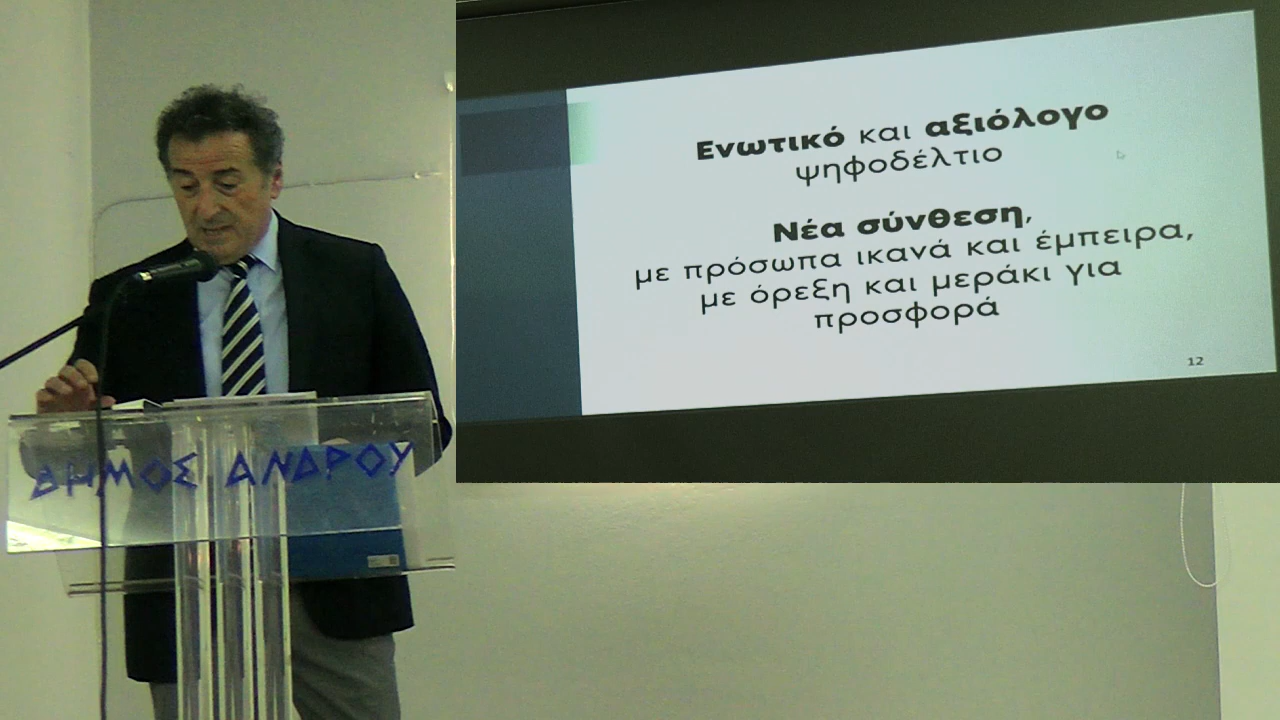 Ενωτικό και αξιόλογο
ψηφοδέλτιο
Νέα σύνθεση,
με πρόσωπα ικανά και έμπειρα,
με όρεξη και μεράκι για
προσφορά
12
ΔΗΜΟΣ ΑΝΔΡΟΥ